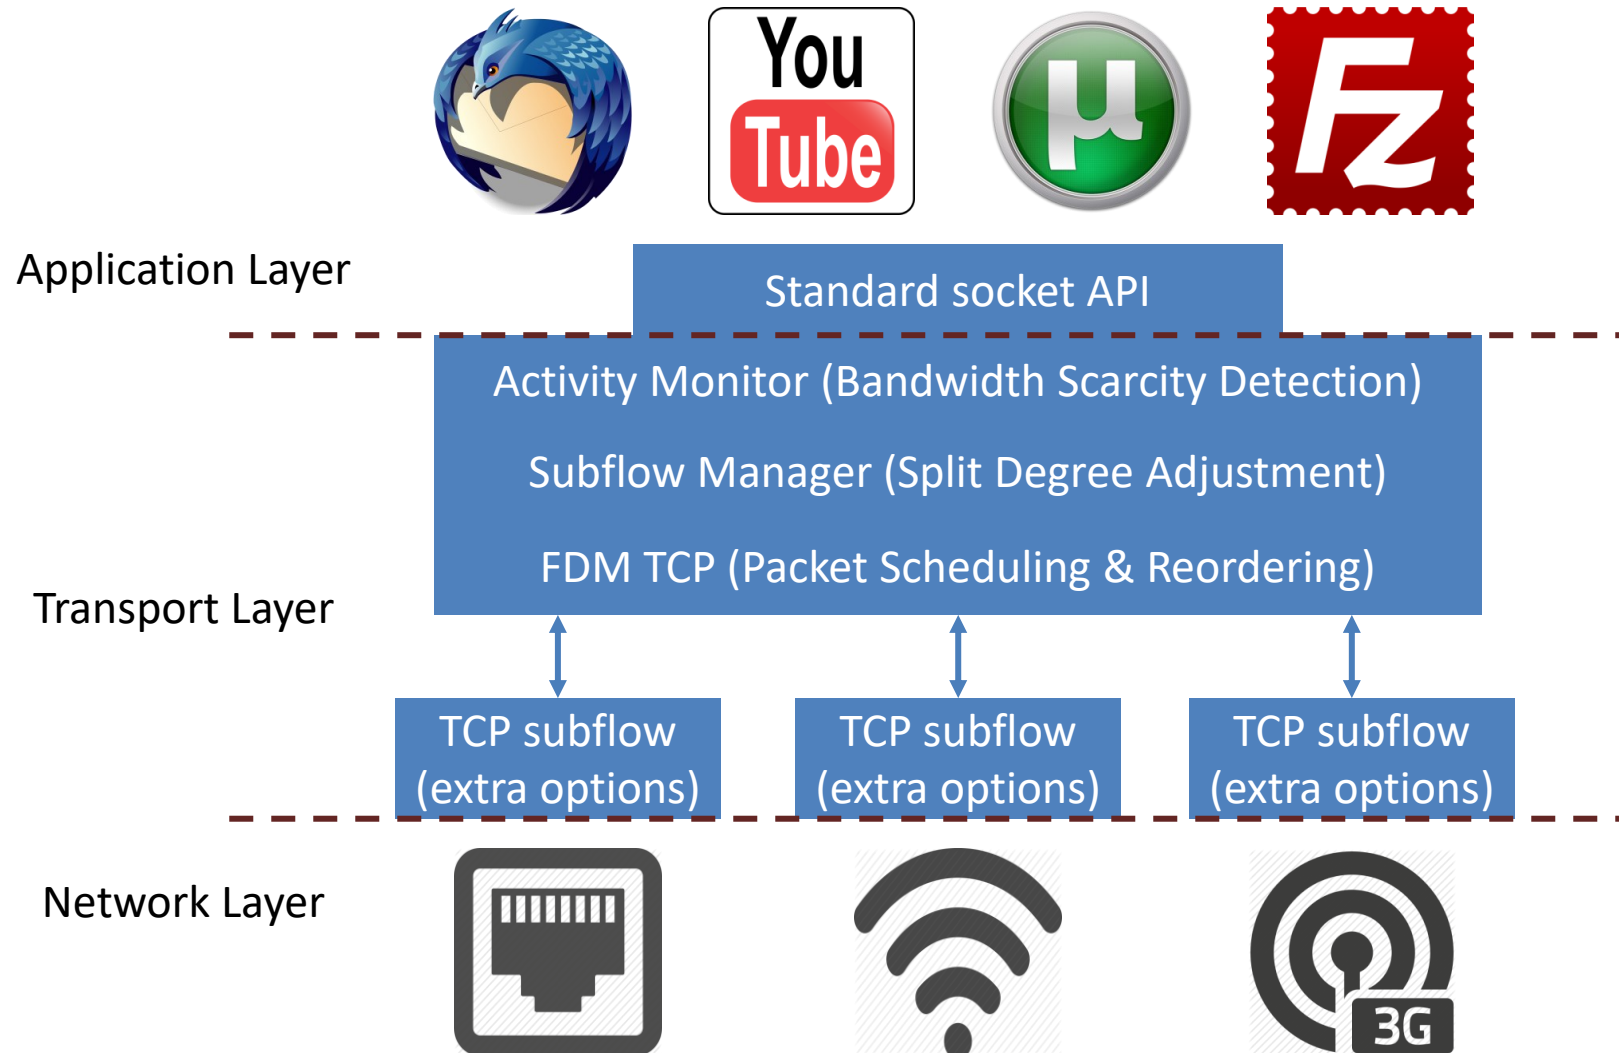 You
Tube
µ
FZ
Application Layer
Standard socket API
Activity Monitor (Bandwidth Scarcity Detection)
Subflow Manager (Split Degree Adjustment)
FDM TCP (Packet Scheduling & Reordering)
Transport Layer
TCP subflow
(extra options)
TCP subflow
(extra options)
TCP subflow
(extra options)
Network Layer
3G